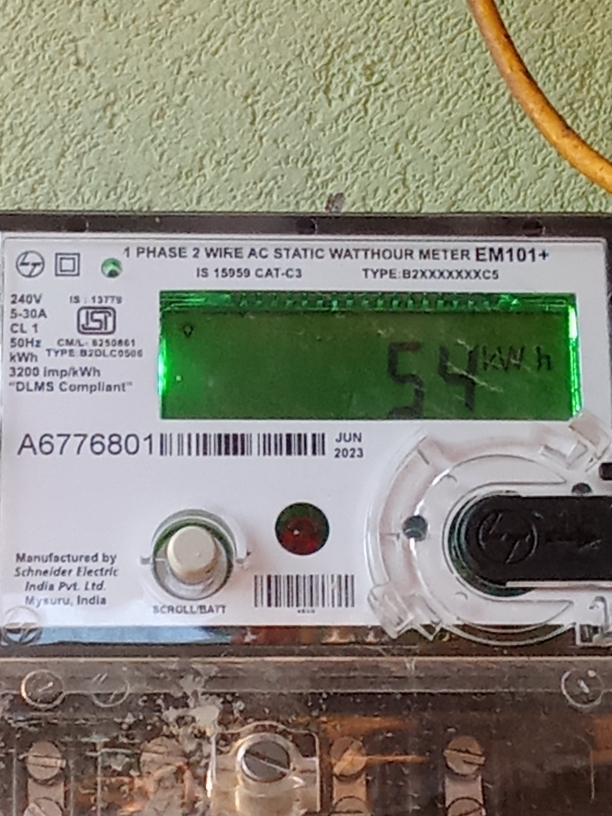 1 PHASE 2 WIRE AC STATIC WATTHOUR METER EM101+
IS 15959 CAT-C3 TYPE:B2XXXXXXXC5
240V
5-30A
CL 1
50Hz
kWh
3200 imp/kWh
"DLMS Compliant"
IS : 13779
ISI
CM/L- 8250861
TYPE:B2DLC0506
54 kWh
A6776801
JUN
2023
Manufactured by
Schneider Electric
India Pvt. Ltd.
Mysuru, India
SCROLL/BATT